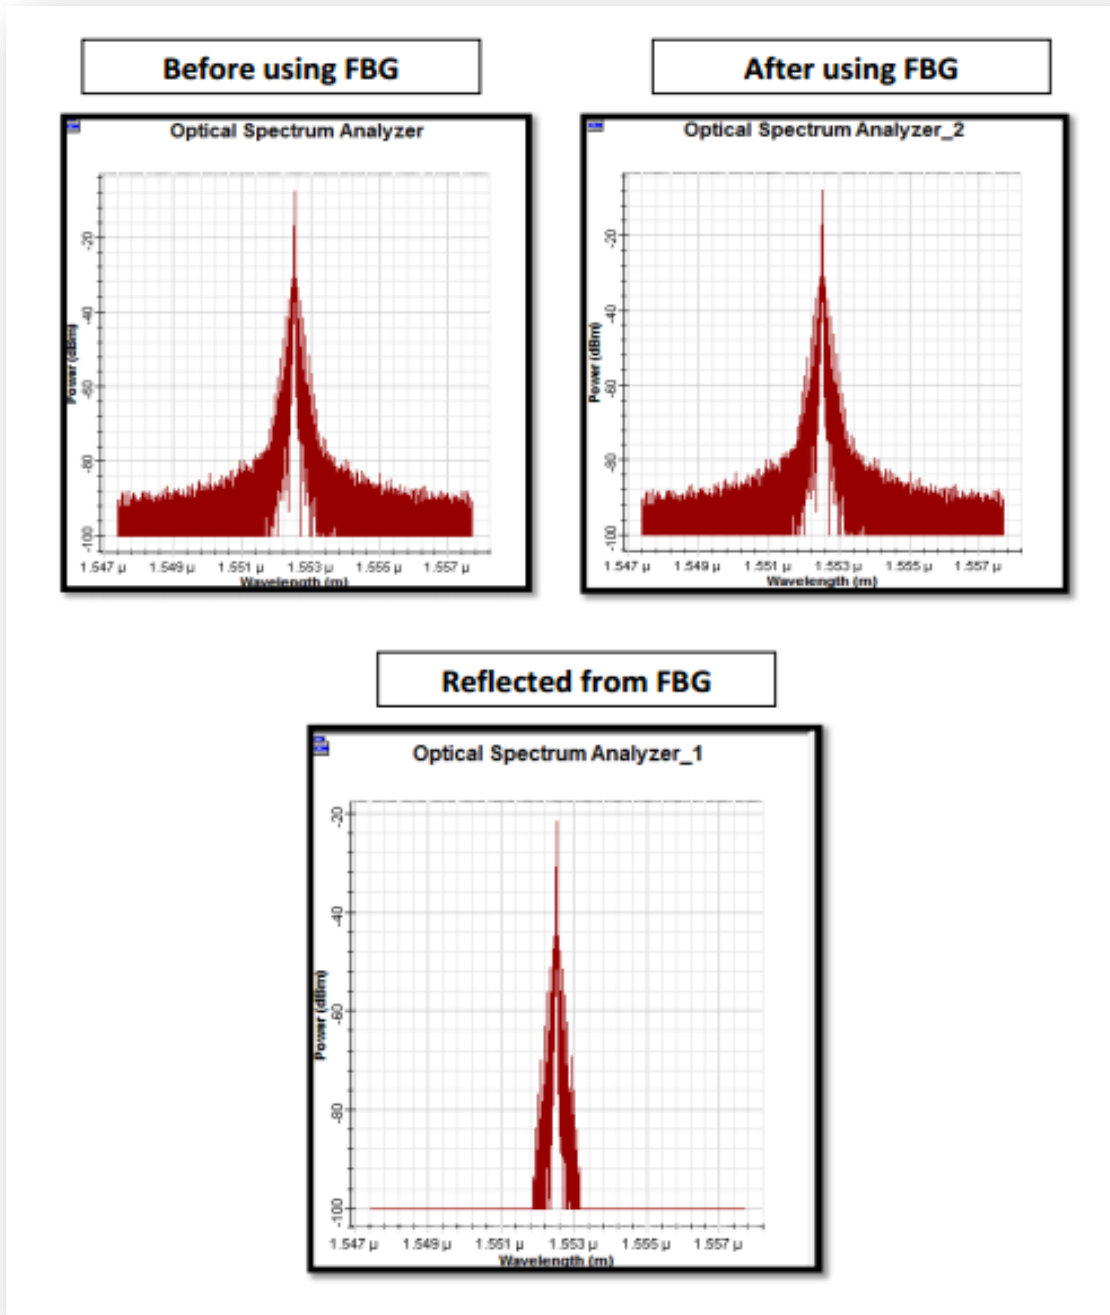 Before using FBG
After using FBG
Optical Spectrum Analyzer
Power (dBm)
-20
-40
-60
-80
-100
1.547 µ 1.549 µ 1.551 µ 1.553 µ 1.555 µ 1.557 µ
Wavelength (m)
Optical Spectrum Analyzer_2
Power (dBm)
-20
-40
-60
-80
-100
1.547 µ 1.549 µ 1.551 µ 1.553 µ 1.555 µ 1.557 µ
Wavelength (m)
Reflected from FBG
Optical Spectrum Analyzer_1
Power (dBm)
-20
-40
-60
-80
-100
1.547 µ 1.549 µ 1.551 µ 1.553 µ 1.555 µ 1.557 µ
Wavelength (m)